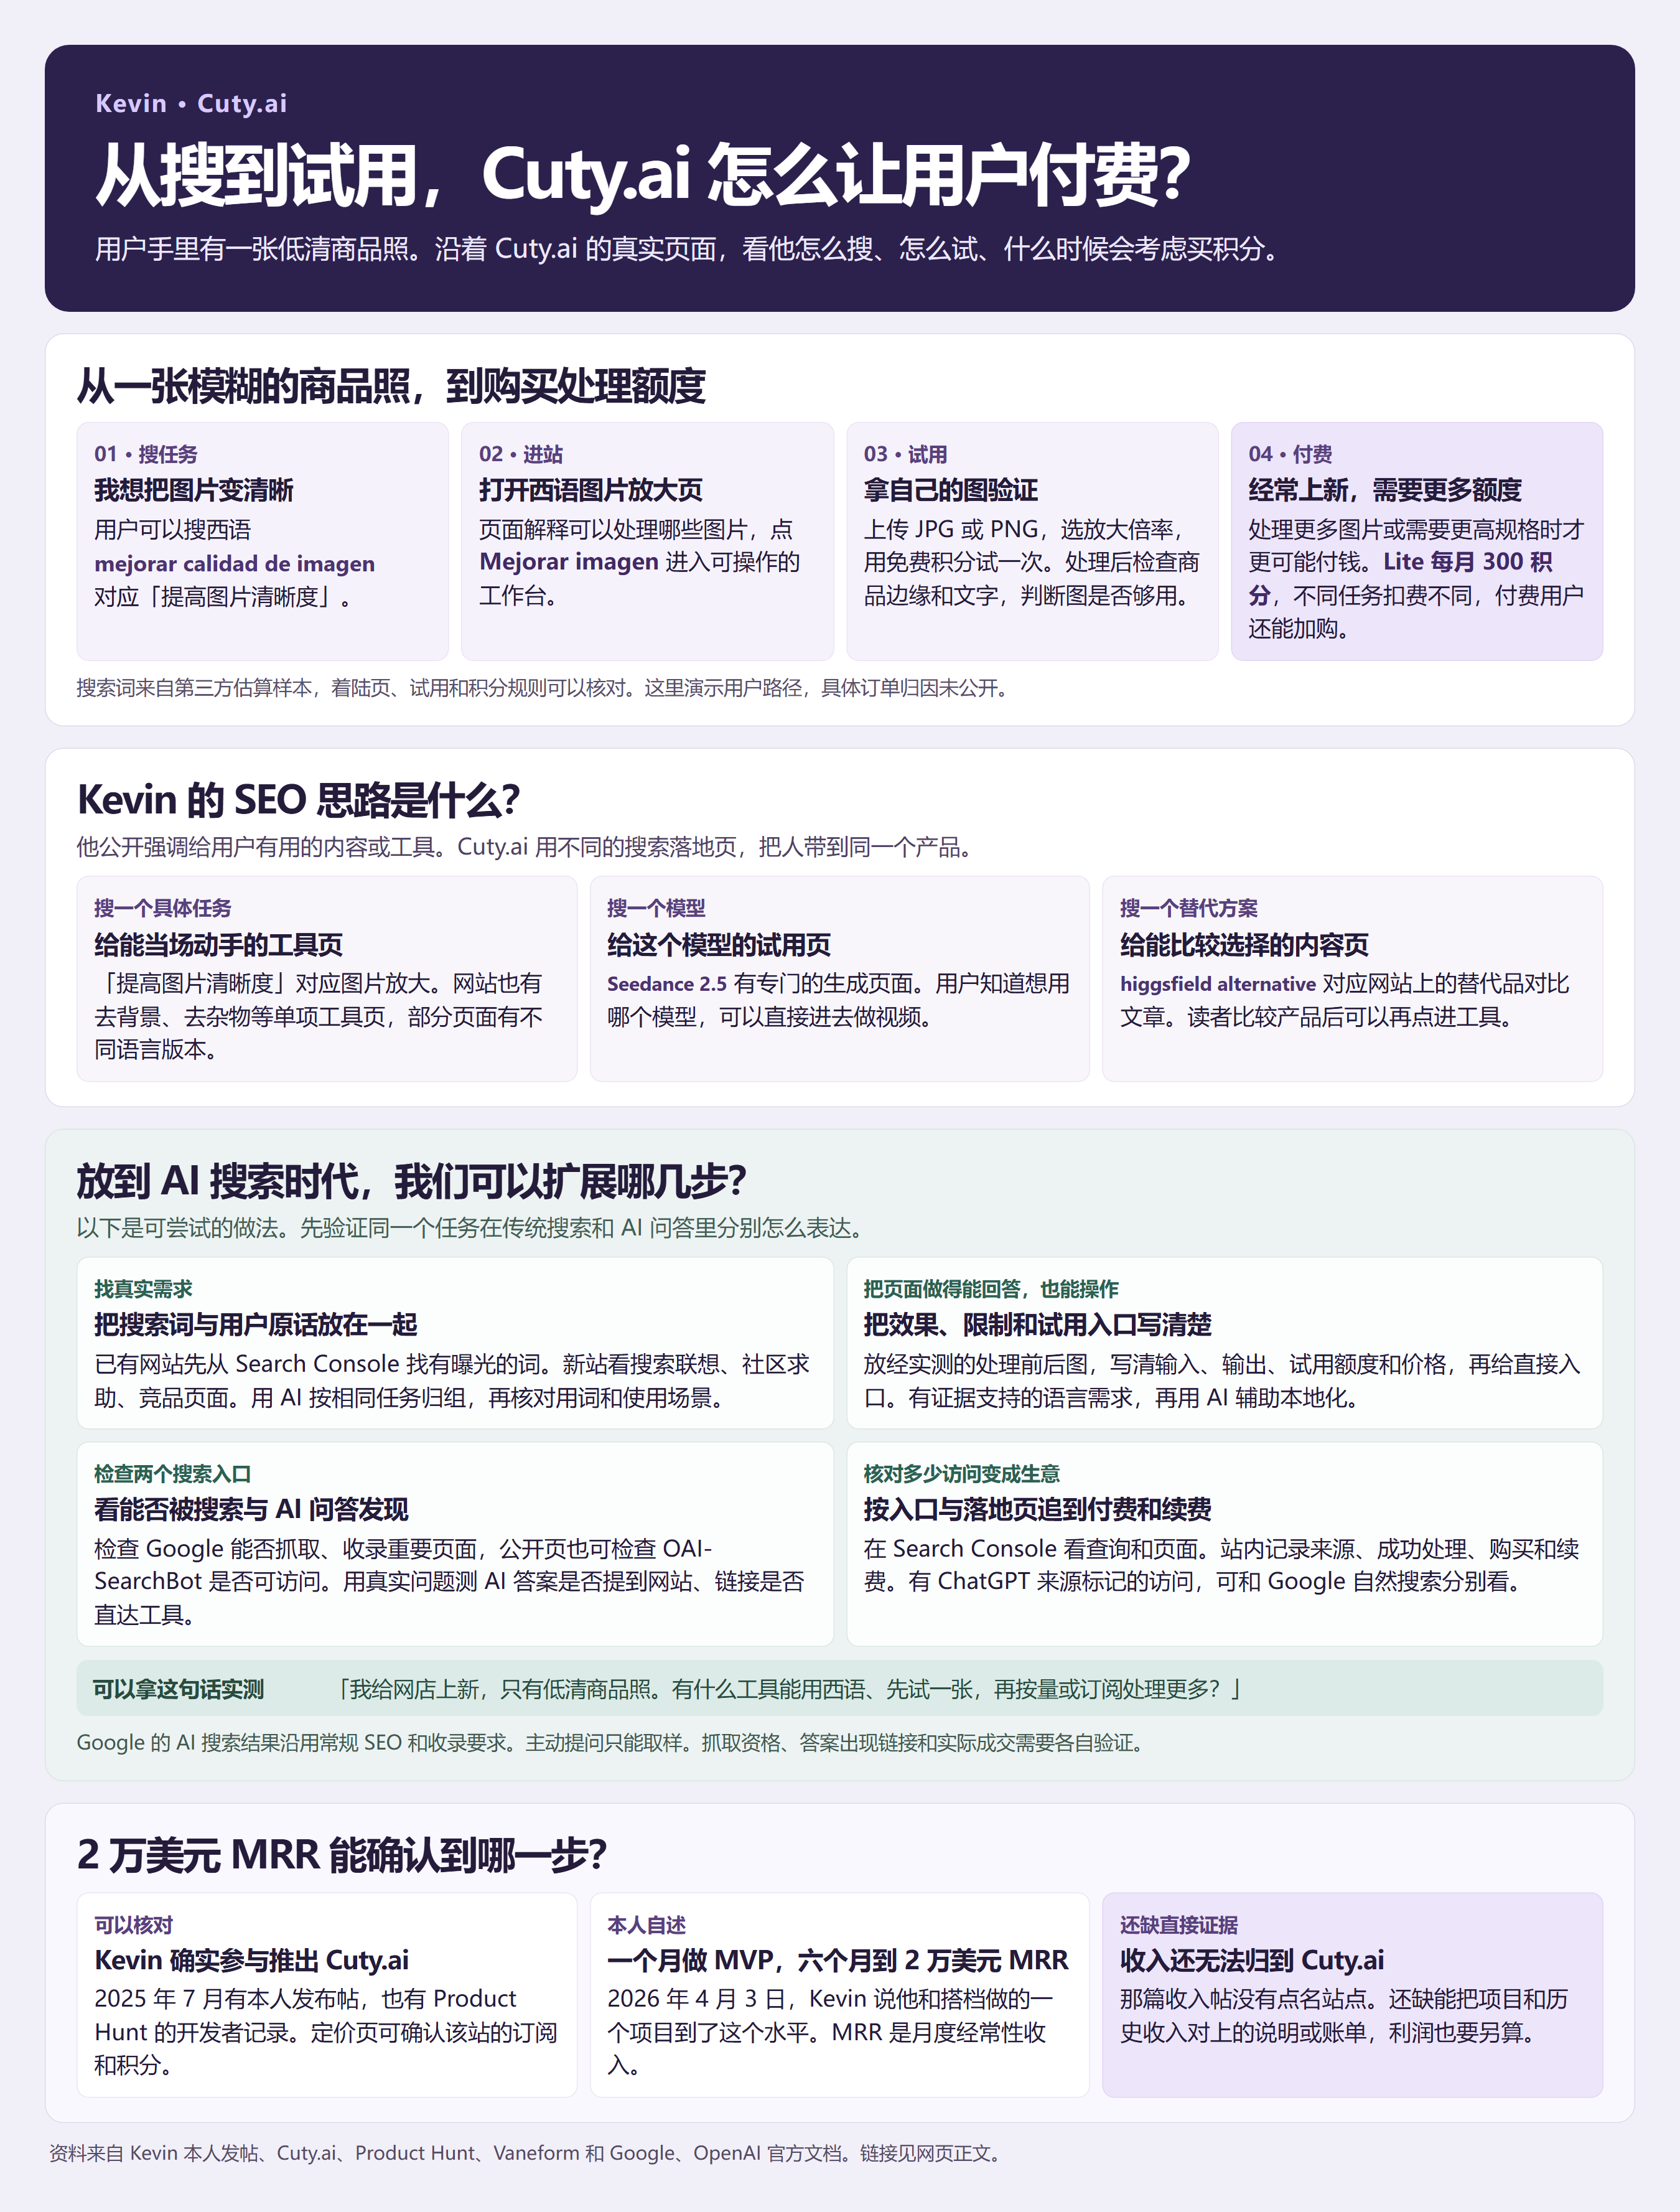 Kevin • Cuty.ai
从搜到试用，Cuty.ai 怎么让用户付费？
用户手里有一张低清商品照。沿着 Cuty.ai 的真实页面，看他怎么搜、怎么试、什么时候会考虑买积分。
从一张模糊的商品照，到购买处理额度
01 • 搜任务
我想把图片变清晰
用户可以搜西语
mejorar calidad de imagen
对应「提高图片清晰度」。
02 • 进站
打开西语图片放大页
页面解释可以处理哪些图片，点
Mejorar imagen 进入可操作的
工作台。
03 • 试用
拿自己的图验证
上传 JPG 或 PNG，选放大倍率，
用免费积分试一次。处理后检查商
品边缘和文字，判断图是否够用。
04 • 付费
经常上新，需要更多额度
处理更多图片或需要更高规格时才
更可能付钱。Lite 每月 300 积
分，不同任务扣费不同，付费用户
还能加购。
搜索词来自第三方估算样本，着陆页、试用和积分规则可以核对。这里演示用户路径，具体订单归因未公开。
Kevin 的 SEO 思路是什么？
他公开强调给用户有用的内容或工具。Cuty.ai 用不同的搜索落地页，把人带到同一个产品。
搜一个具体任务
给能当场动手的工具页
「提高图片清晰度」对应图片放大。网站也有
去背景、去杂物等单项工具页，部分页面有不
同语言版本。
搜一个模型
给这个模型的试用页
Seedance 2.5 有专门的生成页面。用户知道想用
哪个模型，可以直接进去做视频。
搜一个替代方案
给能比较选择的内容页
higgsfield alternative 对应网站上的替代品对比
文章。读者比较产品后可以再点进工具。
放到 AI 搜索时代，我们可以扩展哪几步？
以下是可尝试的做法。先验证同一个任务在传统搜索和 AI 问答里分别怎么表达。
找真实需求
把搜索词与用户原话放在一起
已有网站先从 Search Console 找有曝光的词。新站看搜索联想、社区求
助、竞品页面。用 AI 按相同任务归组，再核对用词和使用场景。
把页面做得能回答，也能操作
把效果、限制和试用入口写清楚
放经实测的处理前后图，写清输入、输出、试用额度和价格，再给直接入
口。有证据支持的语言需求，再用 AI 辅助本地化。
检查两个搜索入口
看能否被搜索与 AI 问答发现
检查 Google 能否抓取、收录重要页面，公开页也可检查 OAI-
SearchBot 是否可访问。用真实问题测 AI 答案是否提到网站、链接是否
直达工具。
核对多少访问变成生意
按入口与落地页追到付费和续费
在 Search Console 看查询和页面。站内记录来源、成功处理、购买和续
费。有 ChatGPT 来源标记的访问，可和 Google 自然搜索分别看。
可以拿这句话实测 「我给网店上新，只有低清商品照。有什么工具能用西语、先试一张，再按量或订阅处理更多？」
Google 的 AI 搜索结果沿用常规 SEO 和收录要求。主动提问只能取样。抓取资格、答案出现链接和实际成交需要各自验证。
2 万美元 MRR 能确认到哪一步？
可以核对
Kevin 确实参与推出 Cuty.ai
2025 年 7 月有本人发布帖，也有 Product
Hunt 的开发者记录。定价页可确认该站的订阅
和积分。
本人自述
一个月做 MVP，六个月到 2 万美元 MRR
2026 年 4 月 3 日，Kevin 说他和搭档做的一
个项目到了这个水平。MRR 是月度经常性收
入。
还缺直接证据
收入还无法归到 Cuty.ai
那篇收入帖没有点名站点。还缺能把项目和历
史收入对上的说明或账单，利润也要另算。
资料来自 Kevin 本人发帖、Cuty.ai、Product Hunt、Vaneform 和 Google、OpenAI 官方文档。链接见网页正文。